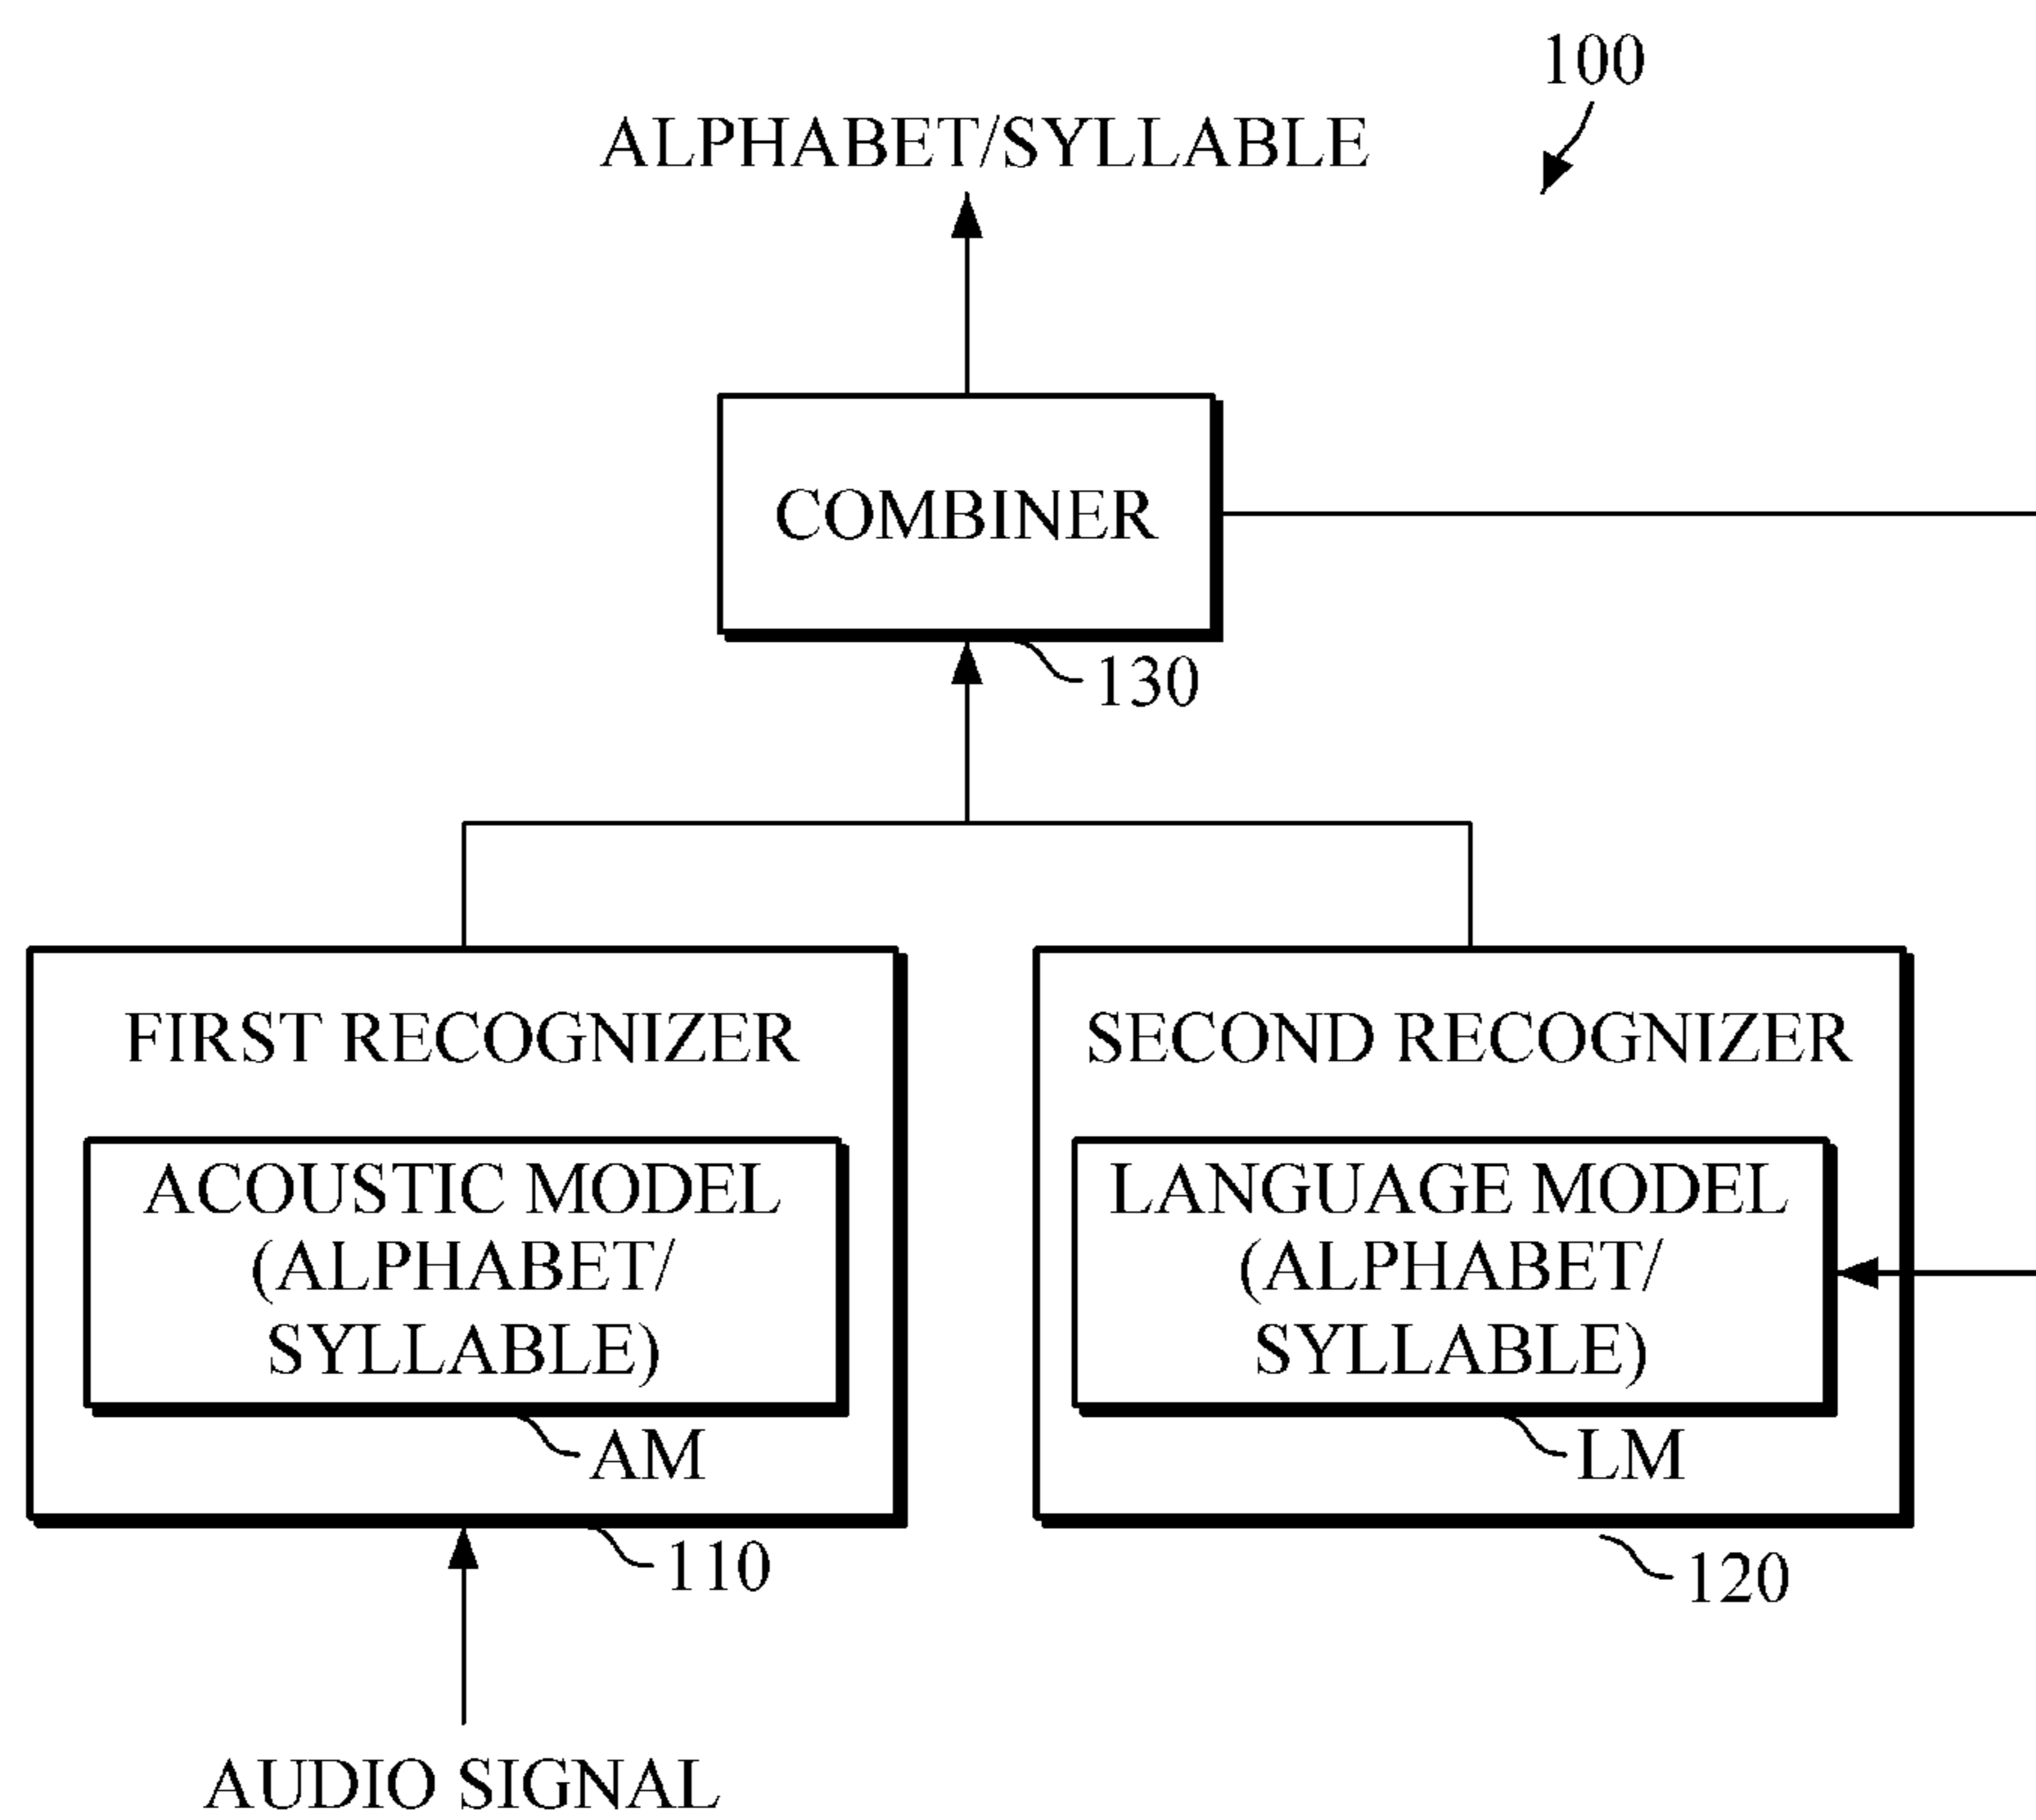 100
ALPHABET/SYLLABLE
COMBINER
130
FIRST RECOGNIZER
ACOUSTIC MODEL
(ALPHABET/
SYLLABLE)
AM
110
AUDIO SIGNAL
SECOND RECOGNIZER
LANGUAGE MODEL
(ALPHABET/
SYLLABLE)
LM
120